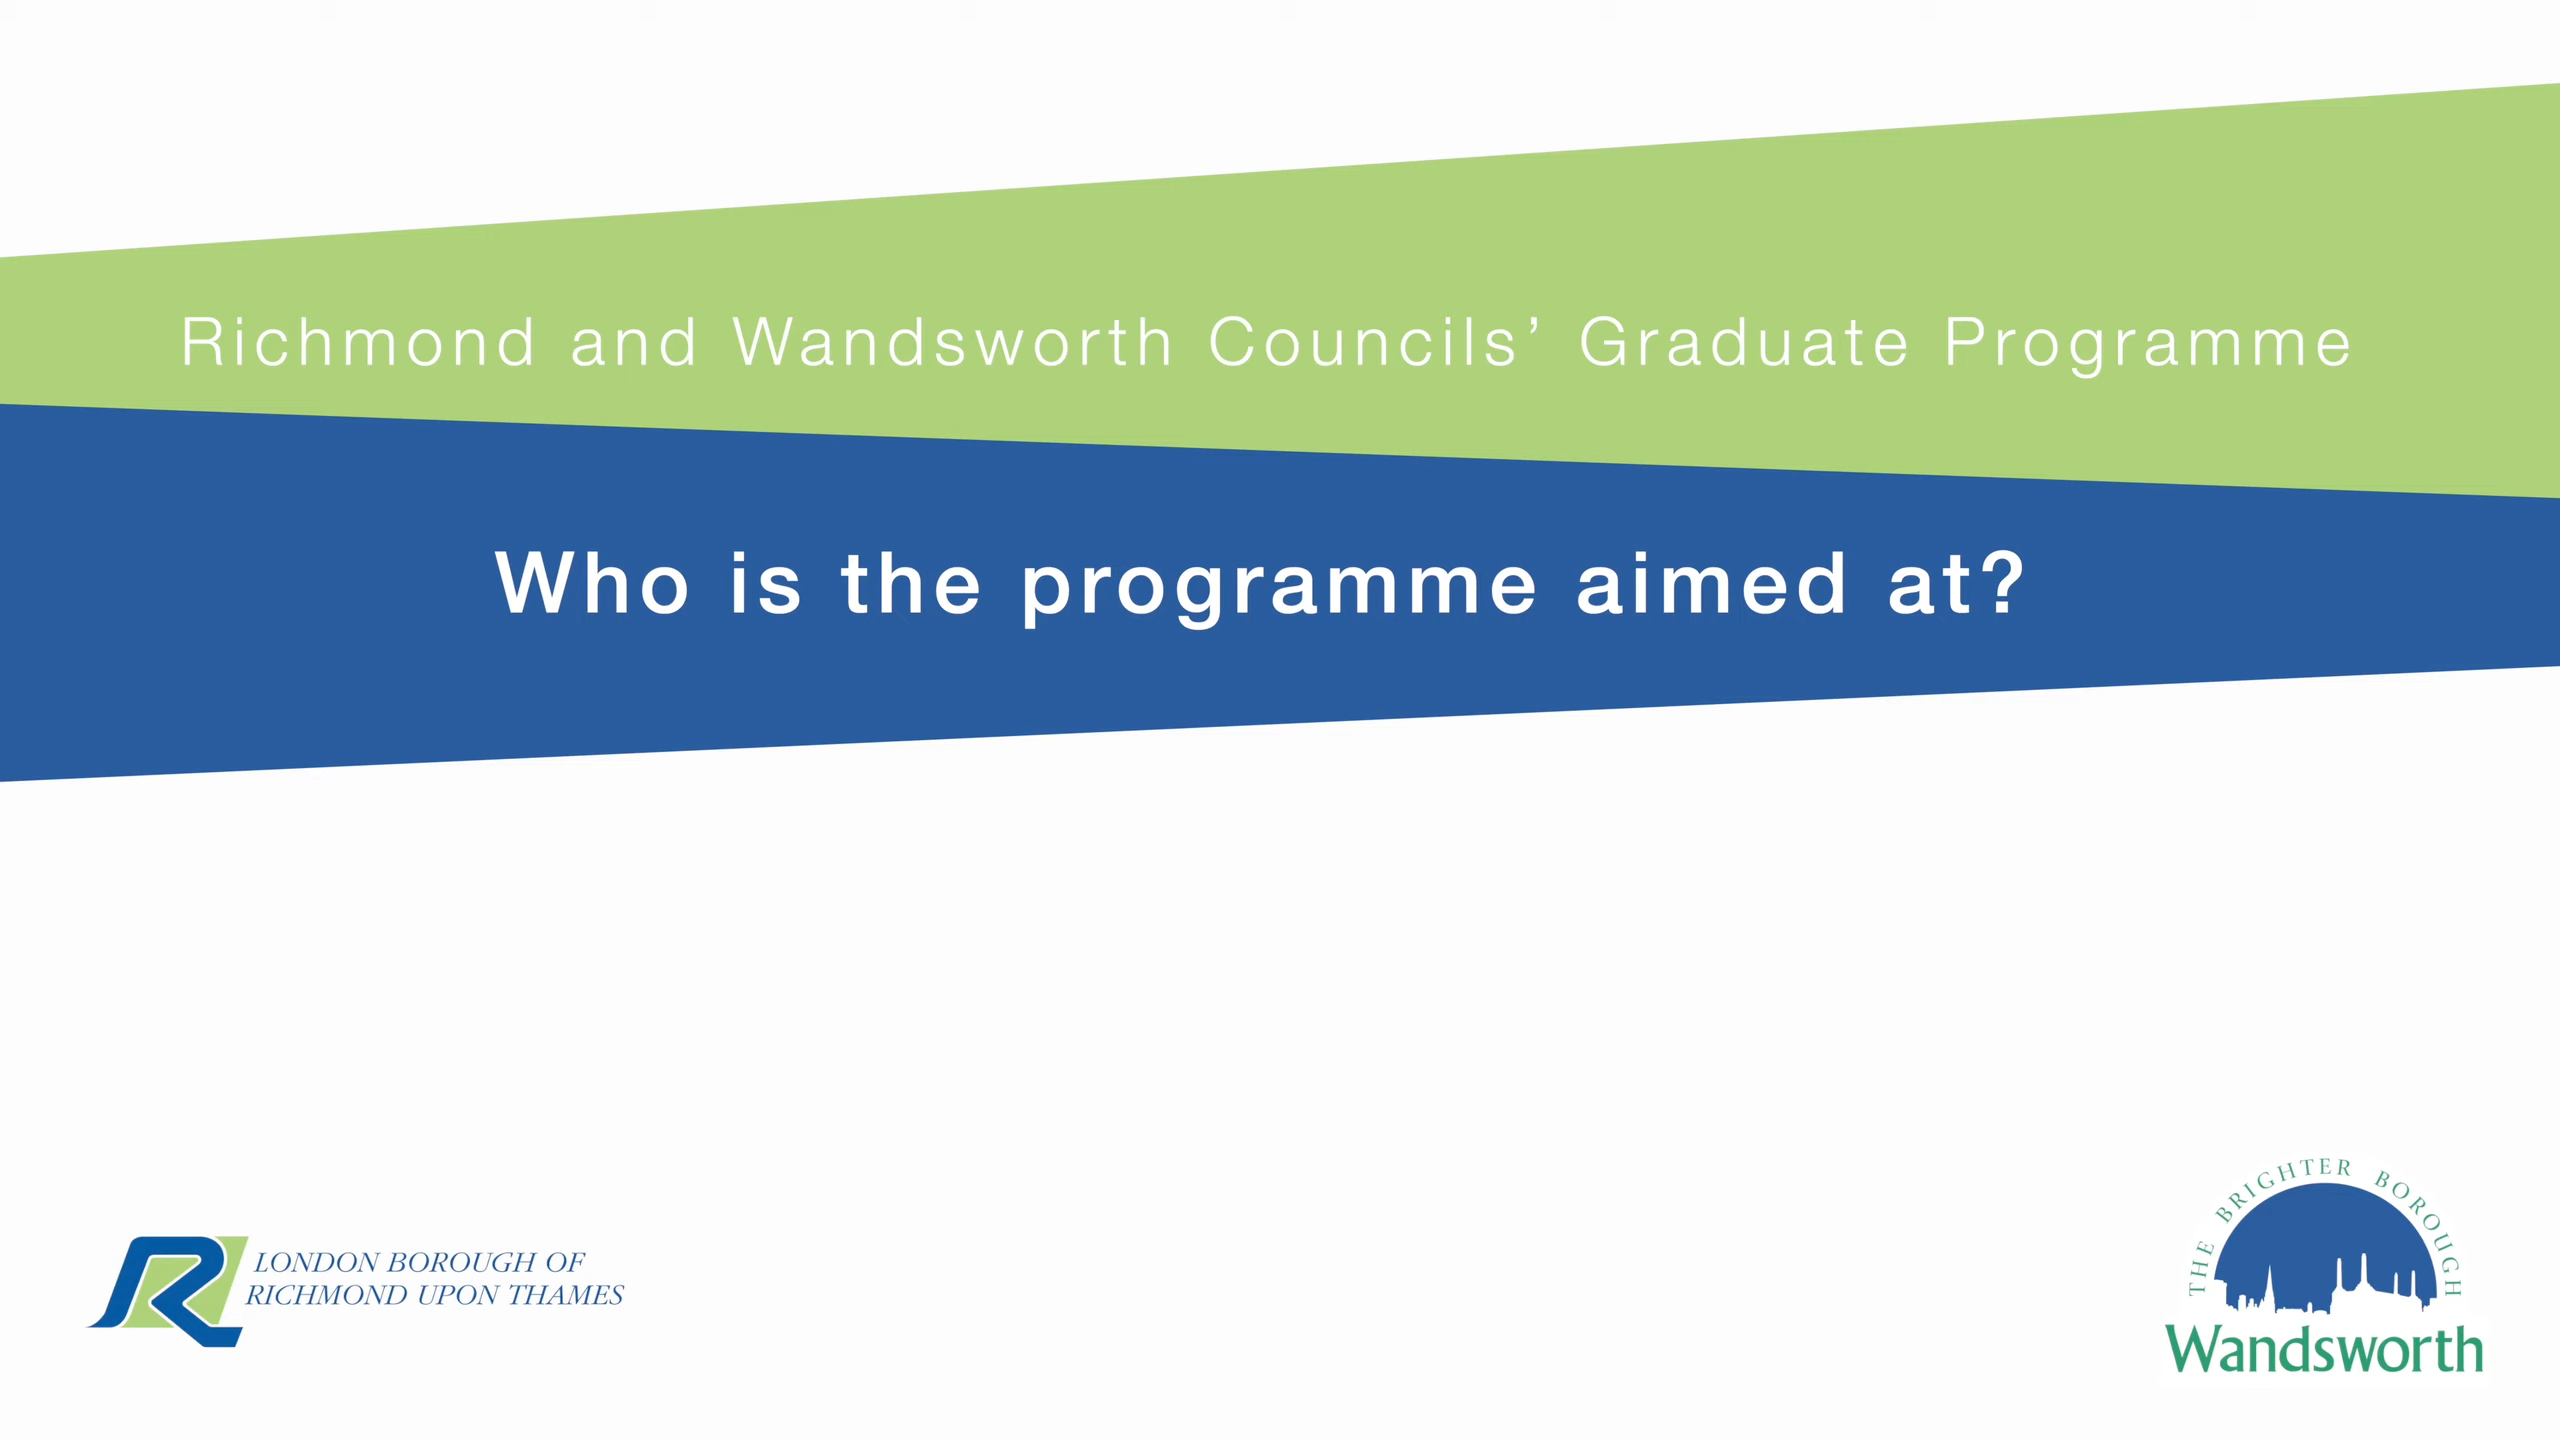 Richmond and Wandsworth Councils’ Graduate Programme
Who is the programme aimed at?
LONDON BOROUGH OF
RICHMOND UPON THAMES
THE BRIGHTER BOROUGH
Wandsworth